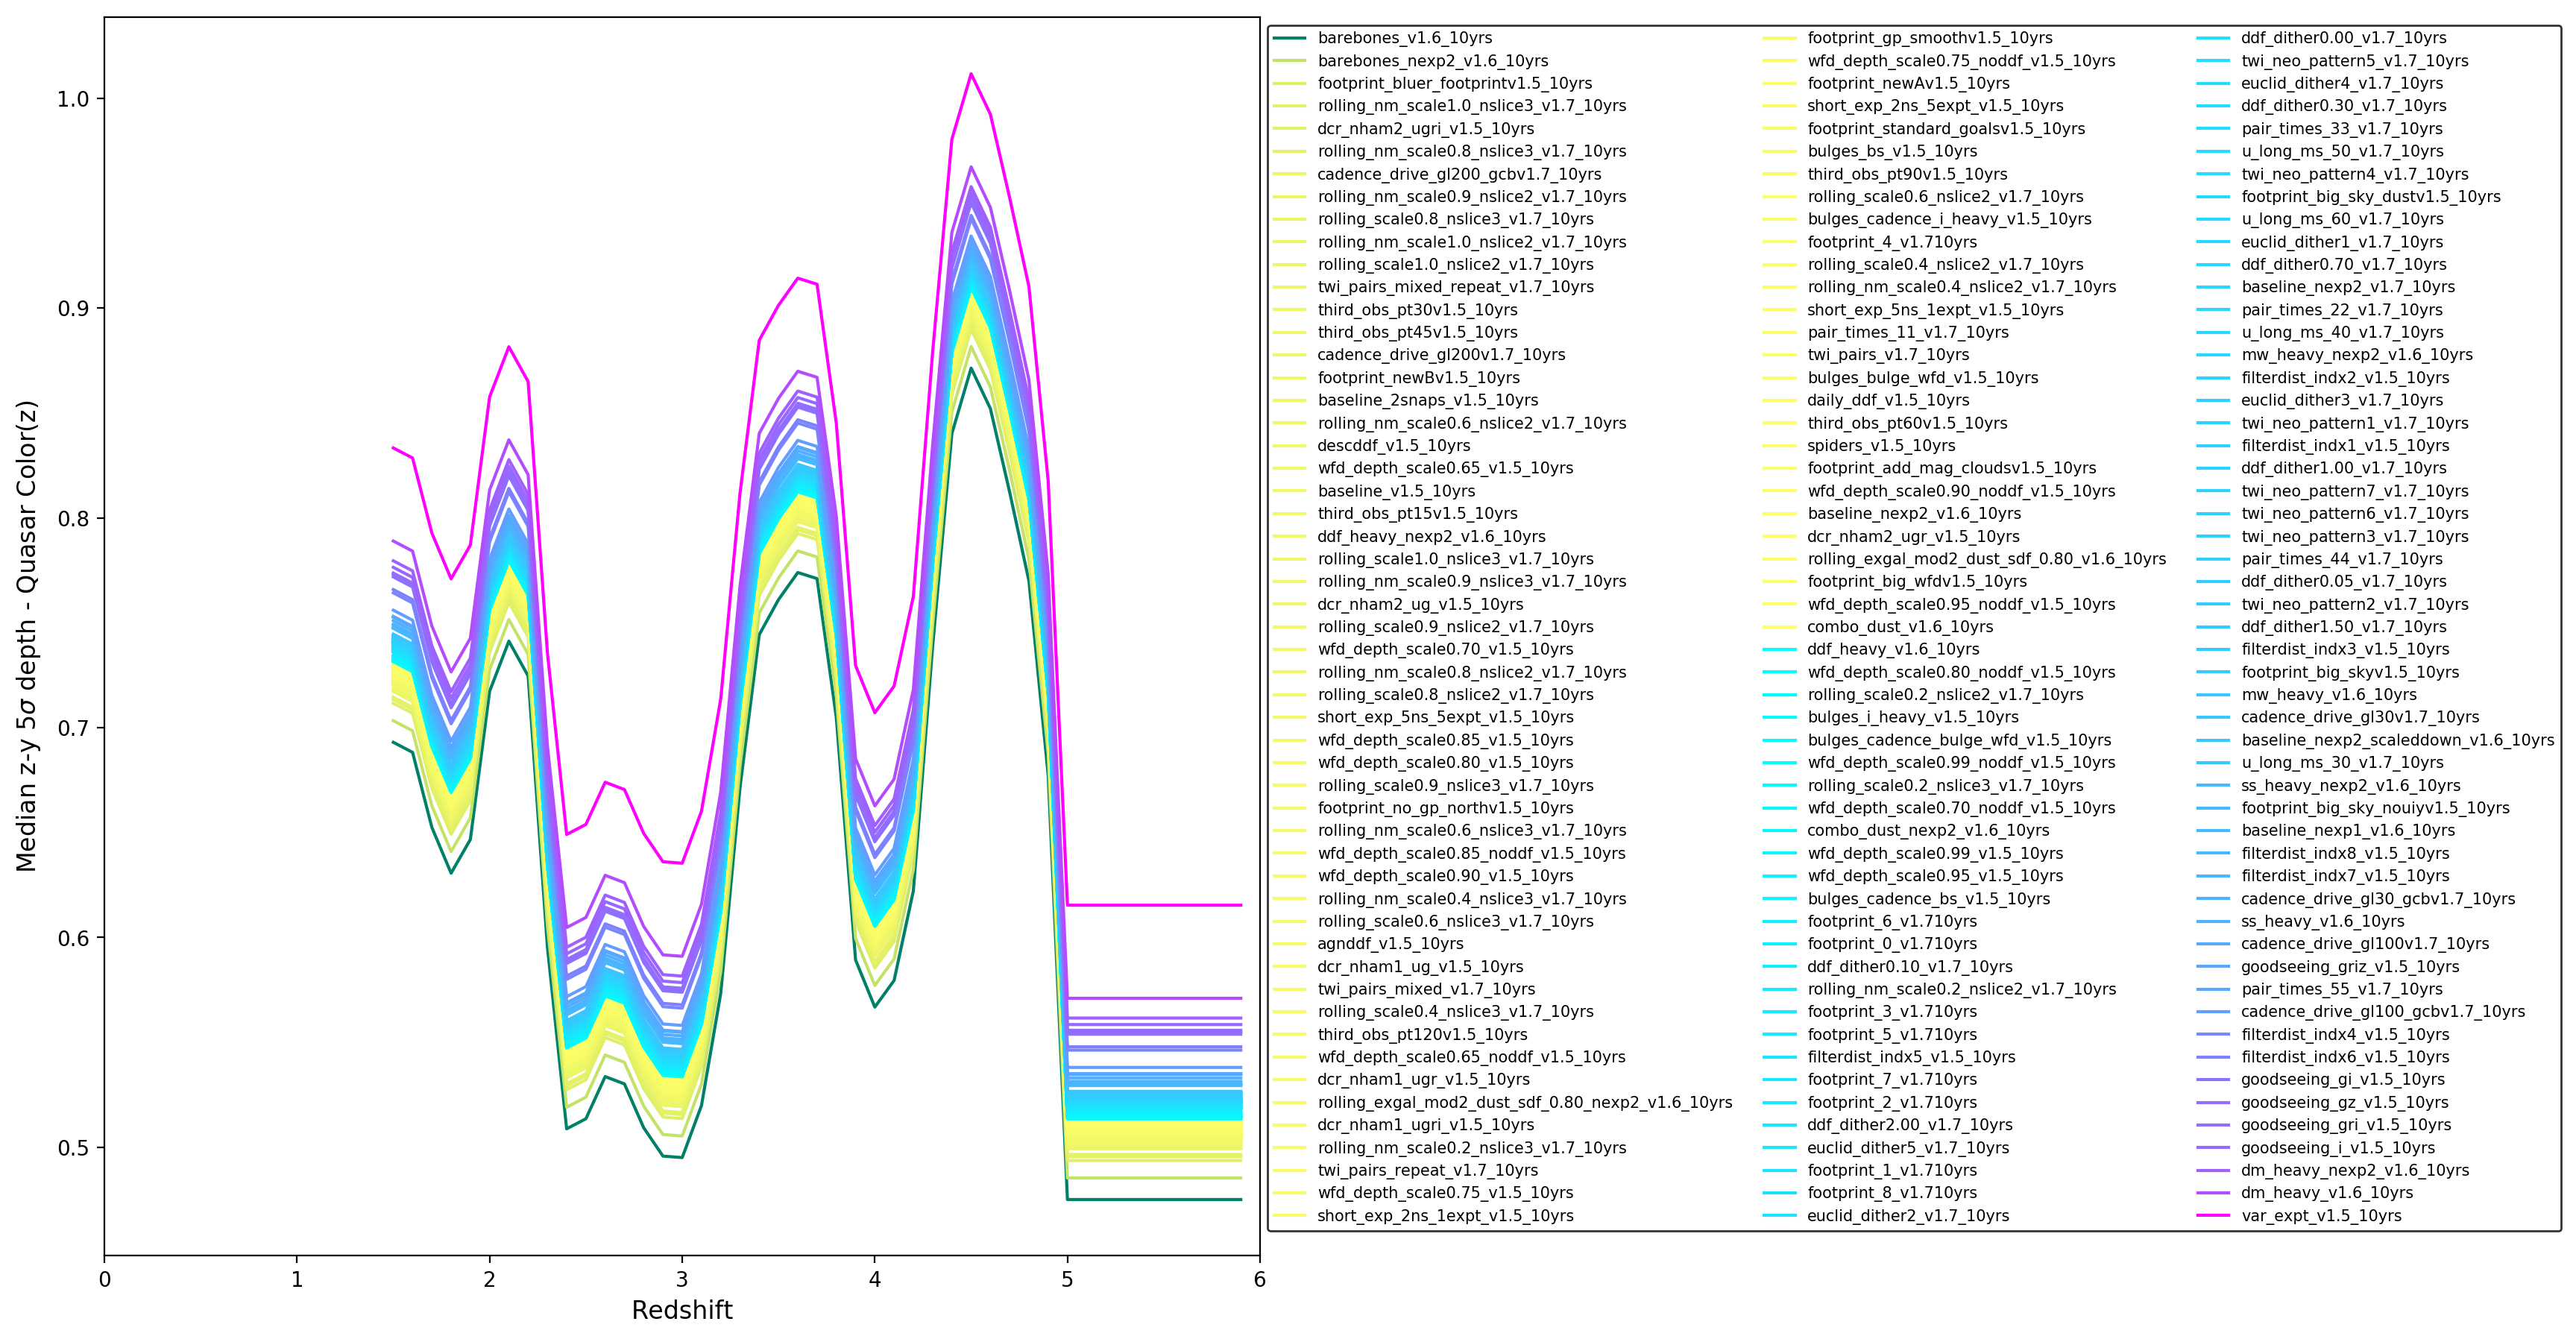 1.0
0.9
0.8
0.7
0.6
0.5
Median z-y 5σ depth - Quasar Color(z)
0 1 2 3 4 5 6
Redshift
barebones_v1.6_10yrs
barebones_nexp2_v1.6_10yrs
footprint_bluer_footprintv1.5_10yrs
rolling_nm_scale1.0_nslice3_v1.7_10yrs
dcr_nham2_ugri_v1.5_10yrs
rolling_nm_scale0.8_nslice3_v1.7_10yrs
cadence_drive_gl200_gcbv1.7_10yrs
rolling_nm_scale0.9_nslice2_v1.7_10yrs
rolling_scale0.8_nslice3_v1.7_10yrs
rolling_nm_scale1.0_nslice2_v1.7_10yrs
rolling_scale1.0_nslice2_v1.7_10yrs
twi_pairs_mixed_repeat_v1.7_10yrs
third_obs_pt30v1.5_10yrs
third_obs_pt45v1.5_10yrs
cadence_drive_gl200v1.7_10yrs
footprint_newBv1.5_10yrs
baseline_2snaps_v1.5_10yrs
rolling_nm_scale0.6_nslice2_v1.7_10yrs
descddf_v1.5_10yrs
wfd_depth_scale0.65_v1.5_10yrs
baseline_v1.5_10yrs
third_obs_pt15v1.5_10yrs
ddf_heavy_nexp2_v1.6_10yrs
rolling_scale1.0_nslice3_v1.7_10yrs
rolling_nm_scale0.9_nslice3_v1.7_10yrs
dcr_nham2_ug_v1.5_10yrs
rolling_scale0.9_nslice2_v1.7_10yrs
wfd_depth_scale0.70_v1.5_10yrs
rolling_nm_scale0.8_nslice2_v1.7_10yrs
rolling_scale0.8_nslice2_v1.7_10yrs
short_exp_5ns_5expt_v1.5_10yrs
wfd_depth_scale0.85_v1.5_10yrs
wfd_depth_scale0.80_v1.5_10yrs
rolling_scale0.9_nslice3_v1.7_10yrs
footprint_no_gp_northv1.5_10yrs
rolling_nm_scale0.6_nslice3_v1.7_10yrs
wfd_depth_scale0.85_noddf_v1.5_10yrs
wfd_depth_scale0.90_v1.5_10yrs
rolling_nm_scale0.4_nslice3_v1.7_10yrs
rolling_scale0.6_nslice3_v1.7_10yrs
agnddf_v1.5_10yrs
dcr_nham1_ug_v1.5_10yrs
twi_pairs_mixed_v1.7_10yrs
rolling_scale0.4_nslice3_v1.7_10yrs
third_obs_pt120v1.5_10yrs
wfd_depth_scale0.65_noddf_v1.5_10yrs
dcr_nham1_ugr_v1.5_10yrs
rolling_exgal_mod2_dust_sdf_0.80_nexp2_v1.6_10yrs
dcr_nham1_ugri_v1.5_10yrs
rolling_nm_scale0.2_nslice3_v1.7_10yrs
twi_pairs_repeat_v1.7_10yrs
wfd_depth_scale0.75_v1.5_10yrs
short_exp_2ns_1expt_v1.5_10yrs
footprint_gp_smoothv1.5_10yrs
wfd_depth_scale0.75_noddf_v1.5_10yrs
footprint_newAv1.5_10yrs
short_exp_2ns_5expt_v1.5_10yrs
footprint_standard_goalsv1.5_10yrs
bulges_bs_v1.5_10yrs
third_obs_pt90v1.5_10yrs
rolling_scale0.6_nslice2_v1.7_10yrs
bulges_cadence_i_heavy_v1.5_10yrs
footprint_4_v1.710yrs
rolling_scale0.4_nslice2_v1.7_10yrs
rolling_nm_scale0.4_nslice2_v1.7_10yrs
short_exp_5ns_1expt_v1.5_10yrs
pair_times_11_v1.7_10yrs
twi_pairs_v1.7_10yrs
bulges_bulge_wfd_v1.5_10yrs
daily_ddf_v1.5_10yrs
third_obs_pt60v1.5_10yrs
spiders_v1.5_10yrs
footprint_add_mag_cloudsv1.5_10yrs
wfd_depth_scale0.90_noddf_v1.5_10yrs
baseline_nexp2_v1.6_10yrs
dcr_nham2_ugr_v1.5_10yrs
rolling_exgal_mod2_dust_sdf_0.80_v1.6_10yrs
footprint_big_wfdv1.5_10yrs
wfd_depth_scale0.95_noddf_v1.5_10yrs
combo_dust_v1.6_10yrs
ddf_heavy_v1.6_10yrs
wfd_depth_scale0.80_noddf_v1.5_10yrs
rolling_scale0.2_nslice2_v1.7_10yrs
bulges_i_heavy_v1.5_10yrs
bulges_cadence_bulge_wfd_v1.5_10yrs
wfd_depth_scale0.99_noddf_v1.5_10yrs
rolling_scale0.2_nslice3_v1.7_10yrs
wfd_depth_scale0.70_noddf_v1.5_10yrs
combo_dust_nexp2_v1.6_10yrs
wfd_depth_scale0.99_v1.5_10yrs
wfd_depth_scale0.95_v1.5_10yrs
bulges_cadence_bs_v1.5_10yrs
footprint_6_v1.710yrs
footprint_0_v1.710yrs
ddf_dither0.10_v1.7_10yrs
rolling_nm_scale0.2_nslice2_v1.7_10yrs
footprint_3_v1.710yrs
footprint_5_v1.710yrs
filterdist_indx5_v1.5_10yrs
footprint_7_v1.710yrs
footprint_2_v1.710yrs
ddf_dither2.00_v1.7_10yrs
euclid_dither5_v1.7_10yrs
footprint_1_v1.710yrs
footprint_8_v1.710yrs
euclid_dither2_v1.7_10yrs
ddf_dither0.00_v1.7_10yrs
twi_neo_pattern5_v1.7_10yrs
euclid_dither4_v1.7_10yrs
ddf_dither0.30_v1.7_10yrs
pair_times_33_v1.7_10yrs
u_long_ms_50_v1.7_10yrs
twi_neo_pattern4_v1.7_10yrs
footprint_big_sky_dustv1.5_10yrs
u_long_ms_60_v1.7_10yrs
euclid_dither1_v1.7_10yrs
ddf_dither0.70_v1.7_10yrs
baseline_nexp2_v1.7_10yrs
pair_times_22_v1.7_10yrs
u_long_ms_40_v1.7_10yrs
mw_heavy_nexp2_v1.6_10yrs
filterdist_indx2_v1.5_10yrs
euclid_dither3_v1.7_10yrs
twi_neo_pattern1_v1.7_10yrs
filterdist_indx1_v1.5_10yrs
ddf_dither1.00_v1.7_10yrs
twi_neo_pattern7_v1.7_10yrs
twi_neo_pattern6_v1.7_10yrs
twi_neo_pattern3_v1.7_10yrs
pair_times_44_v1.7_10yrs
ddf_dither0.05_v1.7_10yrs
twi_neo_pattern2_v1.7_10yrs
ddf_dither1.50_v1.7_10yrs
filterdist_indx3_v1.5_10yrs
footprint_big_skyv1.5_10yrs
mw_heavy_v1.6_10yrs
cadence_drive_gl30v1.7_10yrs
baseline_nexp2_scaleddown_v1.6_10yrs
u_long_ms_30_v1.7_10yrs
ss_heavy_nexp2_v1.6_10yrs
footprint_big_sky_nouiyv1.5_10yrs
baseline_nexp1_v1.6_10yrs
filterdist_indx8_v1.5_10yrs
filterdist_indx7_v1.5_10yrs
cadence_drive_gl30_gcbv1.7_10yrs
ss_heavy_v1.6_10yrs
cadence_drive_gl100v1.7_10yrs
goodseeing_griz_v1.5_10yrs
pair_times_55_v1.7_10yrs
cadence_drive_gl100_gcbv1.7_10yrs
filterdist_indx4_v1.5_10yrs
filterdist_indx6_v1.5_10yrs
goodseeing_gi_v1.5_10yrs
goodseeing_gz_v1.5_10yrs
goodseeing_gri_v1.5_10yrs
goodseeing_i_v1.5_10yrs
dm_heavy_nexp2_v1.6_10yrs
dm_heavy_v1.6_10yrs
var_expt_v1.5_10yrs